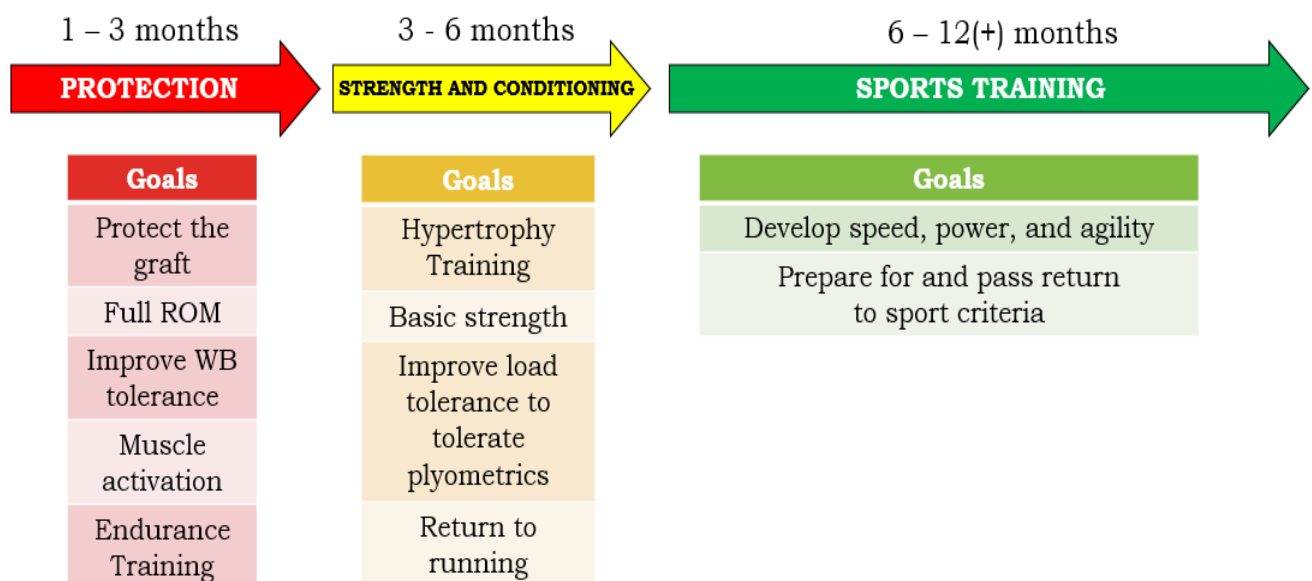 1 – 3 months
PROTECTION
Goals
Protect the
graft
Full ROM
Improve WB
tolerance
Muscle
activation
Endurance
Training
3 - 6 months
STRENGTH AND CONDITIONING
Goals
Hypertrophy
Training
Basic strength
Improve load
tolerance to
tolerate
plyometrics
Return to
running
6 – 12(+) months
SPORTS TRAINING
Goals
Develop speed, power, and agility
Prepare for and pass return
to sport criteria